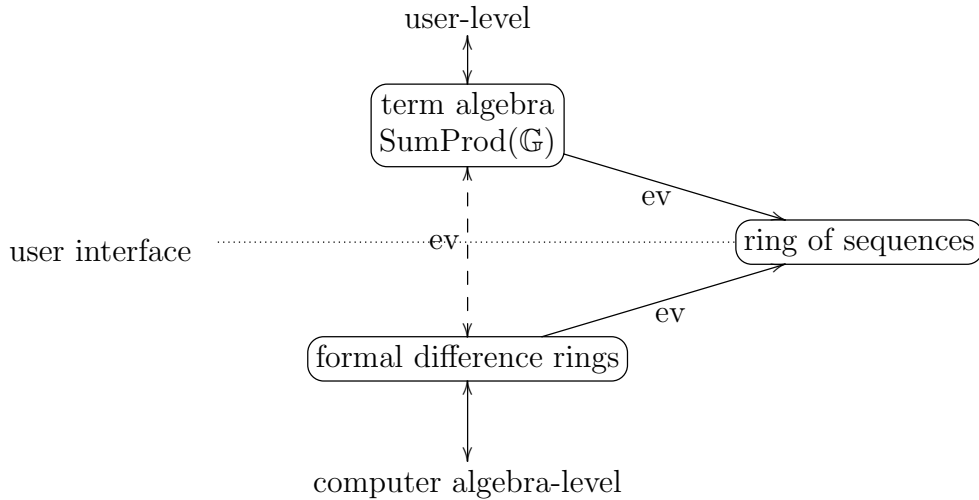 user-level
term algebra
SumProd(𝔾)
ev
ev
user interface
ring of sequences
ev
formal difference rings
computer algebra-level